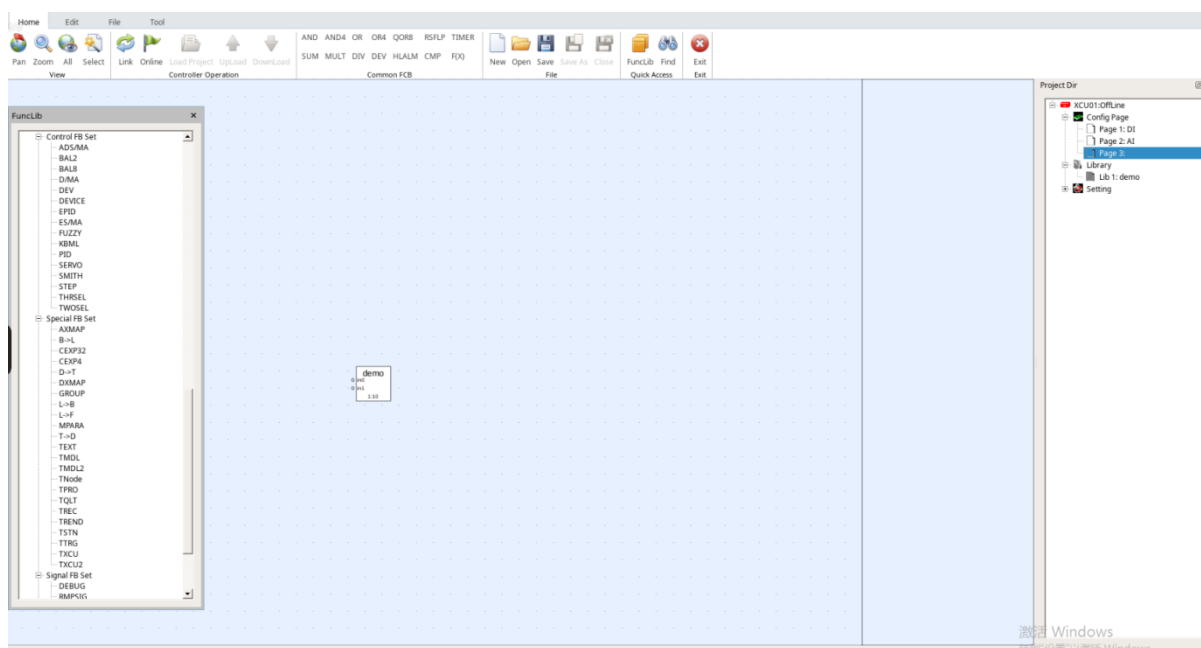 Home Edit File Tool
AND AND4 OR OR4 QOR8 RSFLP TIMER
SUM MULT DIV DEV HLALM CMP F(X)
Pan Zoom All Select Link Online Load Project UpLoad DownLoad New Open Save Save As Close FuncLib Find Exit
View Controller Operation Common FCB File Quick Access Exit
FuncLib
Control FB Set
ADS/MA
BAL2
BAL8
D/MA
DEV
DEVICE
EPID
ES/MA
FUZZY
KBML
PID
SERVO
SMITH
STEP
THRSEL
TWOSEL
Special FB Set
AXMAP
B->L
CEXP32
CEXP4
D->T
DXMAP
GROUP
L->B
L->F
MPARA
T->D
TEXT
TMDL
TMDL2
TNode
TPRO
TQLT
TREC
TREND
TSTN
TTRG
TXCU
TXCU2
Signal FB Set
DEBUG
RMPSIG
demo
0 in0
0 in1
1:10
Project Dir
XCU01:OffLine
Config Page
Page 1: DI
Page 2: AI
Page 3:
Library
Lib 1: demo
Setting
激活 Windows